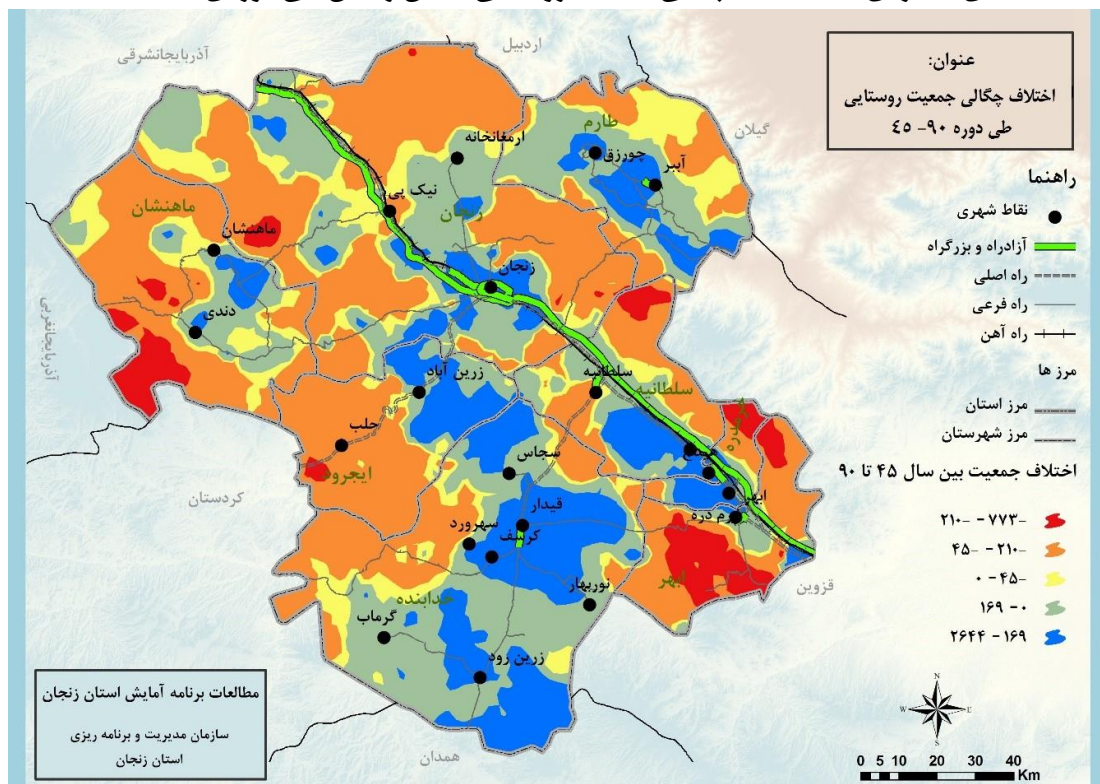 عنوان:
اختلاف چگالی جمعیت روستایی
طی دوره ۹۰- ٤٥
راهنما
نقاط شهری
آزادراه و بزرگراه
راه اصلی
راه فرعی
راه آهن
مرز ها
مرز استان
مرز شهرستان
اختلاف جمعیت بین سال ۴۵ تا ۹۰
-۷۷۳ - -۲۱۰
-۲۱۰ - -۴۵
-۴۵ - ۰
۰ - ۱۶۹
۱۶۹ - ۲۶۴۴
آذربایجانشرقی
اردبیل
گیلان
آذربایجانغربی
کردستان
همدان
قزوین
طارم
چورزق
آببر
ارمغانخانه
نیک پی
زنجان
زنجان
ماهنشان
ماهنشان
دندی
زرین آباد
حلب
ایجرود
سلطانیه
سلطانیه
سجاس
قیدار
سهرورد
کرسف
نوربهار
خدابنده
گرماب
زرین رود
ابهر
ابهر
مطالعات برنامه آمایش استان زنجان
سازمان مدیریت و برنامه ریزی
استان زنجان
N
W
E
S
0 5 10 20 30 40
Km